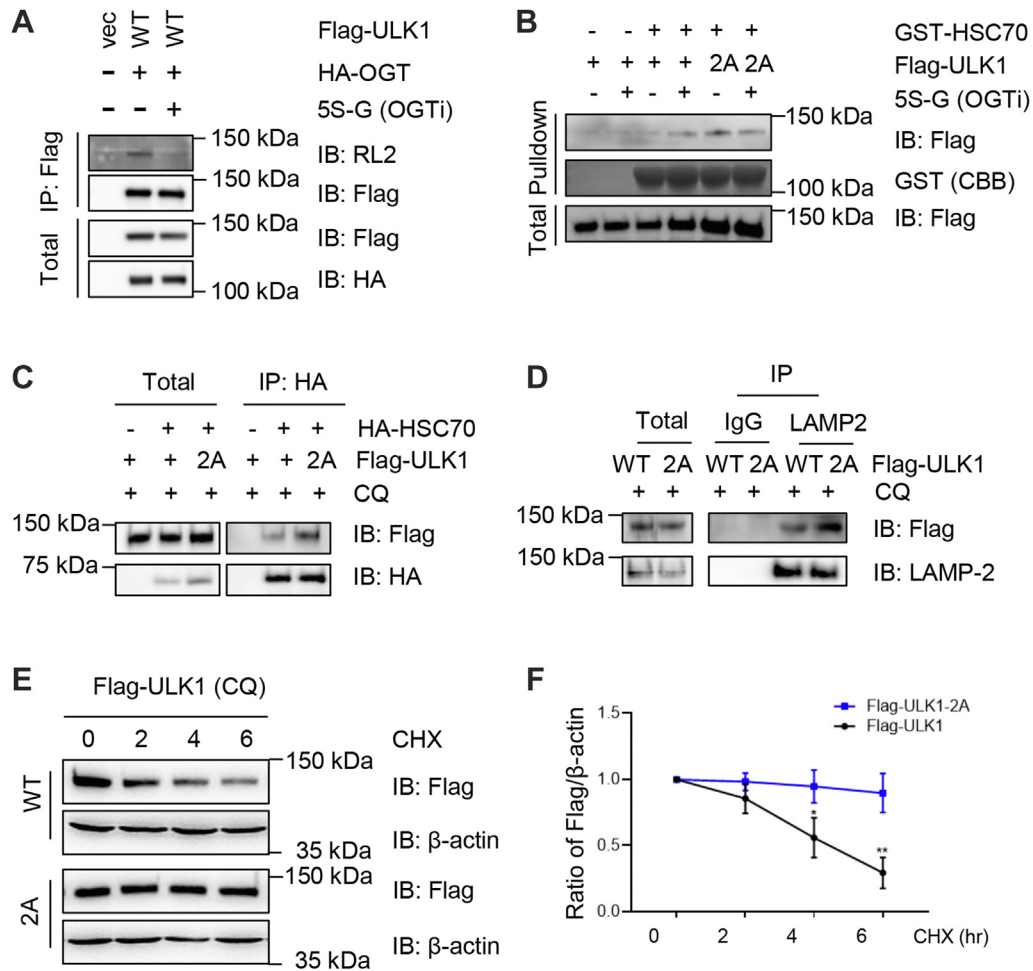 A
vec WT WT Flag-ULK1
- + + HA-OGT
- - + 5S-G (OGTi)
IP: Flag
150 kDa IB: RL2
150 kDa IB: Flag
Total
150 kDa IB: Flag
100 kDa IB: HA
B
- - + + + + GST-HSC70
+ + + + 2A 2A Flag-ULK1
- + - + - + 5S-G (OGTi)
Pulldown
150 kDa IB: Flag
100 kDa GST (CBB)
Total
150 kDa IB: Flag
C
Total IP: HA
- + + - + + HA-HSC70
+ + 2A + + 2A Flag-ULK1
+ + + + + + CQ
150 kDa IB: Flag
75 kDa IB: HA
D
IP
Total IgG LAMP2
WT 2A WT 2A WT 2A Flag-ULK1
+ + + + + + CQ
150 kDa IB: Flag
150 kDa IB: LAMP-2
E
Flag-ULK1 (CQ)
0 2 4 6 CHX
WT
150 kDa IB: Flag
35 kDa IB: β-actin
2A
150 kDa IB: Flag
35 kDa IB: β-actin
F
Flag-ULK1-2A
Flag-ULK1
Ratio of Flag/β-actin
1.5
1.0
0.5
0.0
*
**
0 2 4 6 CHX (hr)